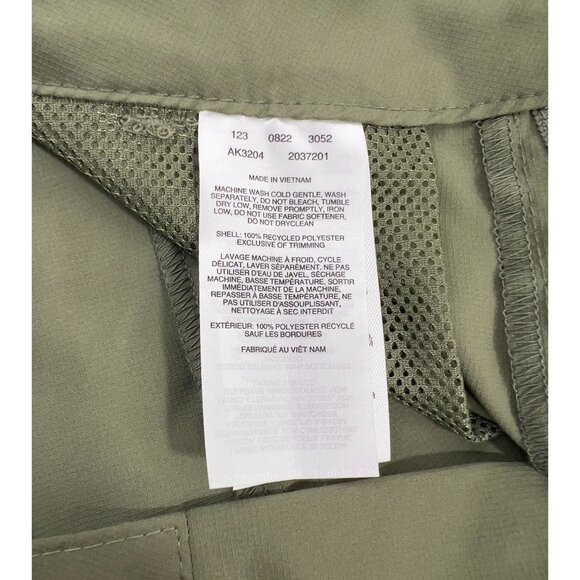 123 0822 3052
AK3204 2037201
MADE IN VIETNAM
MACHINE WASH COLD GENTLE, WASH
SEPARATELY, DO NOT BLEACH, TUMBLE
DRY LOW, REMOVE PROMPTLY, IRON
LOW, DO NOT USE FABRIC SOFTENER,
DO NOT DRYCLEAN
SHELL: 100% RECYCLED POLYESTER
EXCLUSIVE OF TRIMMING
LAVAGE MACHINE À FROID, CYCLE
DÉLICAT, LAVER SÉPARÉMENT, NE PAS
UTILISER D'EAU DE JAVEL, SÉCHAGE
MACHINE, BASSE TEMPÉRATURE, SORTIR
IMMÉDIATEMENT DE LA MACHINE,
REPASSER À BASSE TEMPÉRATURE, NE
PAS UTILISER D'ASSOUPLISSANT,
NETTOYAGE À SEC INTERDIT
EXTÉRIEUR: 100% POLYESTER RECYCLÉ
SAUF LES BORDURES
FABRIQUÉ AU VIÊT NAM